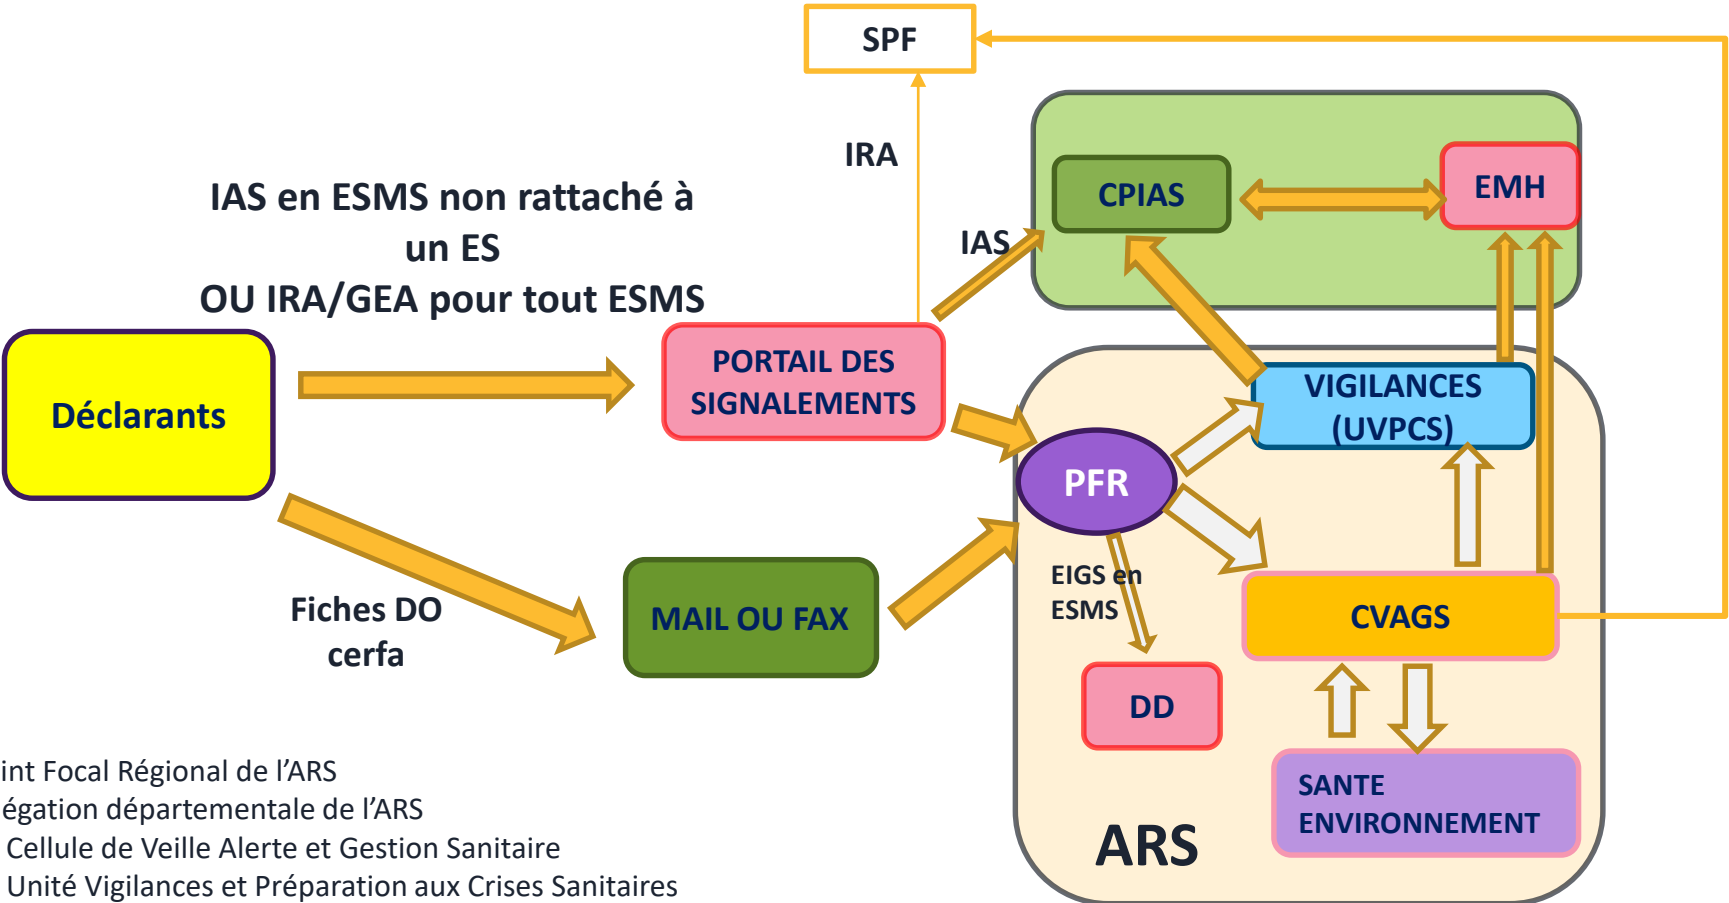 SPF
IRA
IAS en ESMS non rattaché à
un ES
OU IRA/GEA pour tout ESMS
CPIAS
EMH
IAS
Déclarants
PORTAIL DES
SIGNALEMENTS
VIGILANCES
(UVPCS)
PFR
Fiches DO
cerfa
MAIL OU FAX
EIGS en
ESMS
CVAGS
DD
SANTE
ENVIRONNEMENT
ARS
int Focal Régional de l'ARS
égation départementale de l'ARS
Cellule de Veille Alerte et Gestion Sanitaire
Unité Vigilances et Préparation aux Crises Sanitaires